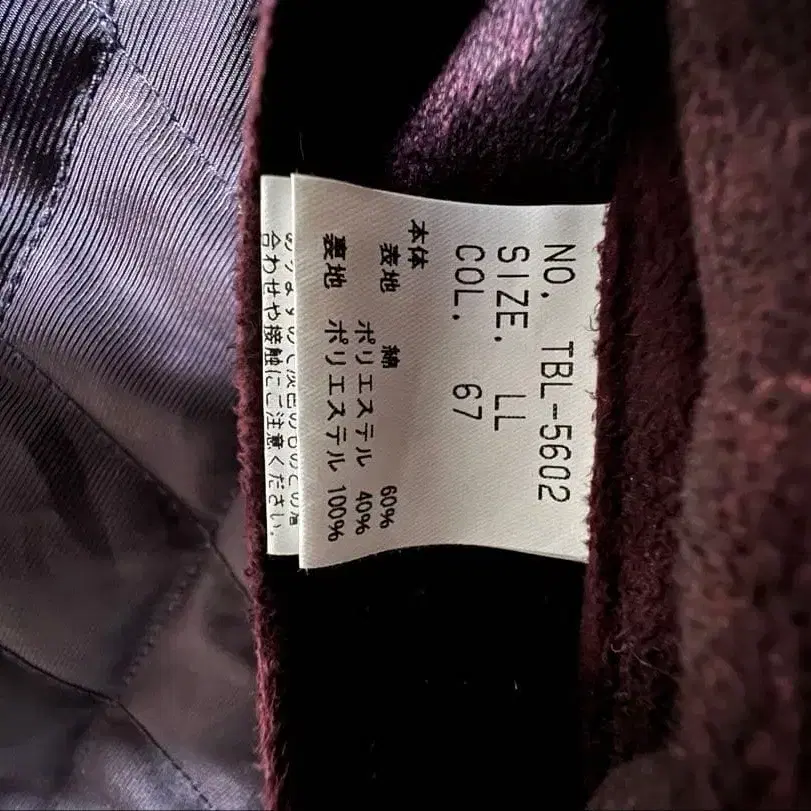 NO. TBL-5602
SIZE. LL
COL. 67
本体
表地 綿 60%
ポリエステル 40%
裏地 ポリエステル 100%
合わせや接触にご注意ください。